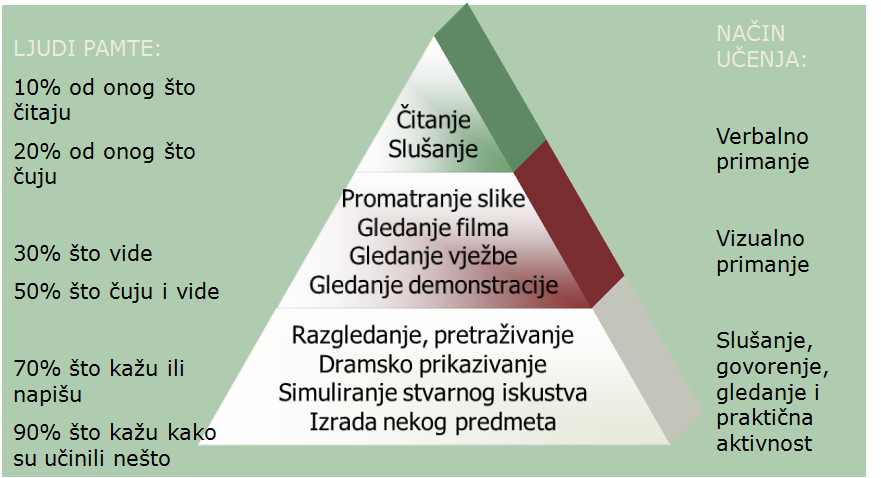 LJUDI PAMTE:
10% od onog što
čitaju
20% od onog što
čuju
30% što vide
50% što čuju i vide
70% što kažu ili
napišu
90% što kažu kako
su učinili nešto
Čitanje
Slušanje
Promatranje slike
Gledanje filma
Gledanje vježbe
Gledanje demonstracije
Razgledanje, pretraživanje
Dramsko prikazivanje
Simuliranje stvarnog iskustva
Izrada nekog predmeta
NAČIN
UČENJA:
Verbalno
primanje
Vizualno
primanje
Slušanje,
govorenje,
gledanje i
praktična
aktivnost